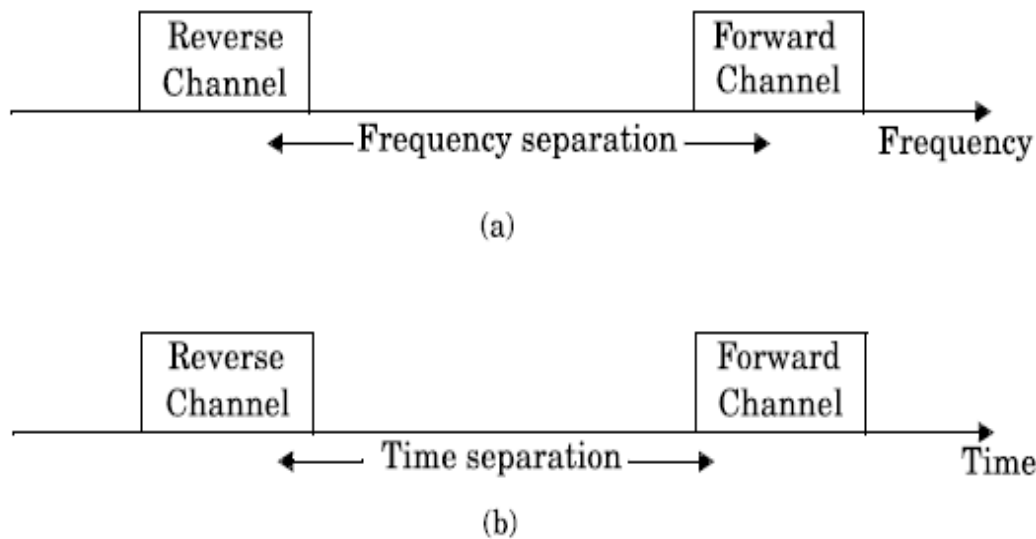 Reverse
Channel
Forward
Channel
Frequency separation
Frequency
(a)
Reverse
Channel
Forward
Channel
Time separation
Time
(b)